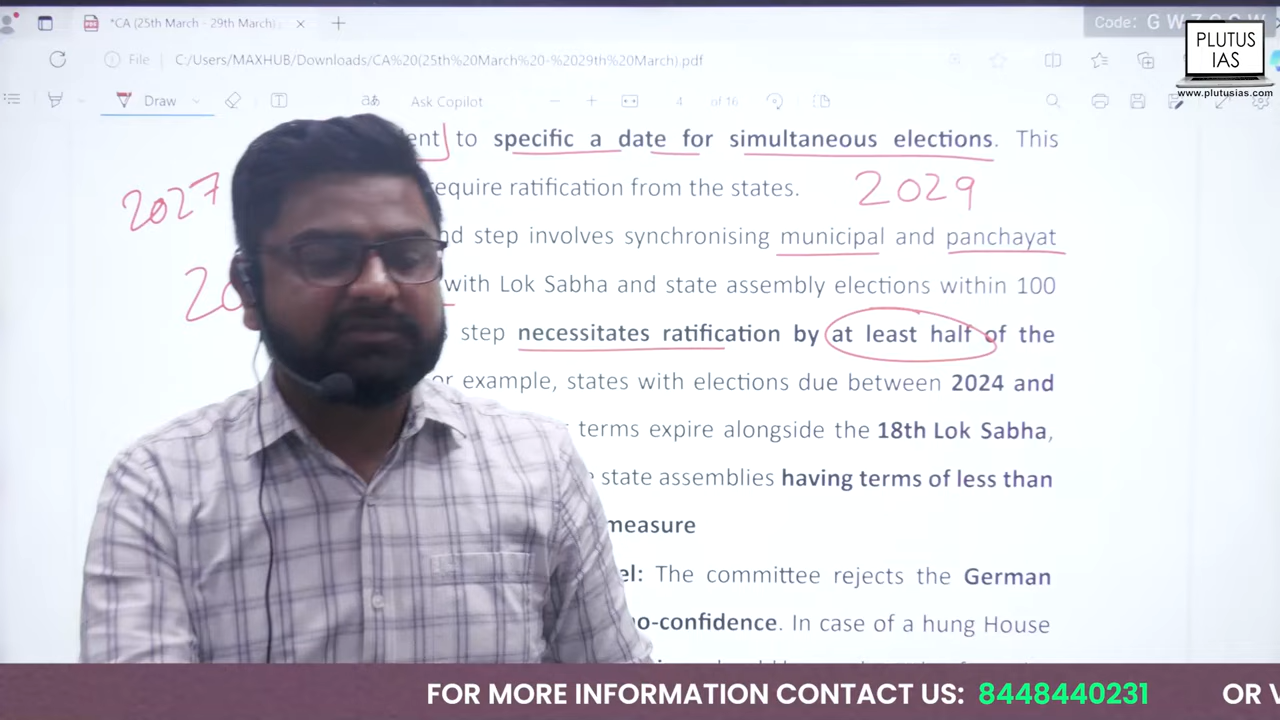 *CA (25th March - 29th March)
Code: G W Z
PLUTUS
IAS
www.plutusias.com
File C:/Users/MAXHUB/Downloads/CA%20(25th%20March%20-%2029th%20March).pdf
Draw
Ask Copilot
4 of 16
to specific a date for simultaneous elections. This
2027
equire ratification from the states.
2029
step involves synchronising municipal and panchayat
with Lok Sabha and state assembly elections within 100
20
step necessitates ratification by at least half of the
example, states with elections due between 2024 and
terms expire alongside the 18th Lok Sabha,
state assemblies having terms of less than
measure
The committee rejects the German
no-confidence. In case of a hung House
FOR MORE INFORMATION CONTACT US: 8448440231 OR